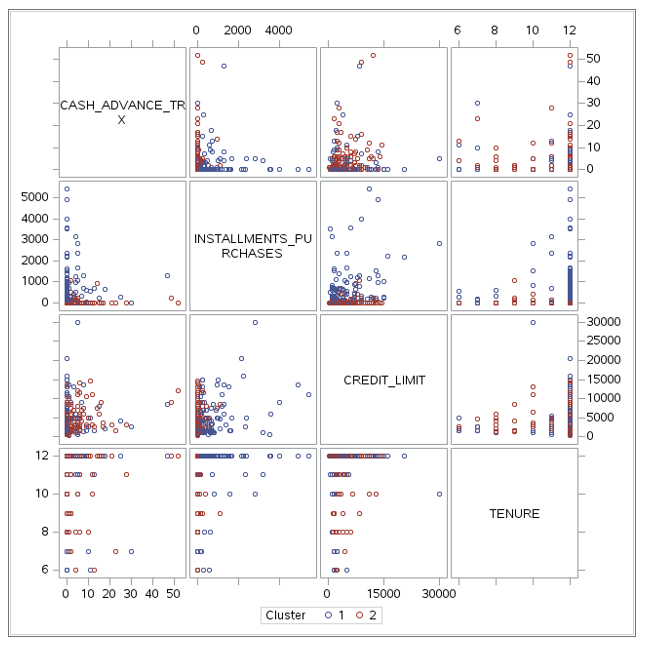 0 2000 4000 6 8 10 12
CASH_ADVANCE_TR
X
50
40
30
20
10
0
5000
4000
3000
2000
1000
0
INSTALLMENTS_PU
RCHASES
CREDIT_LIMIT
30000
25000
20000
15000
10000
5000
0
12
10
8
6
TENURE
0 10 20 30 40 50 0 15000 30000
Cluster 1 2